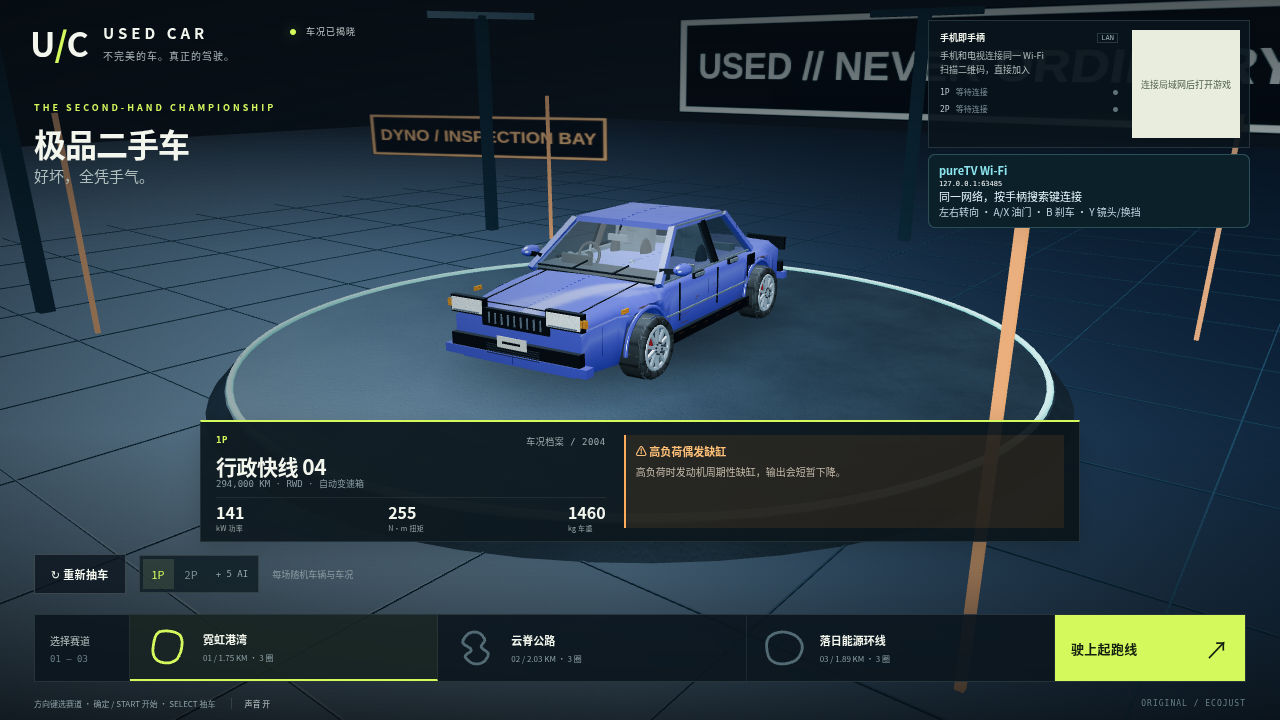 U/C
USED CAR
不完美的车。真正的驾驶。
车况已揭晓
THE SECOND-HAND CHAMPIONSHIP
极品二手车
好坏，全凭手气。
DYNO / INSPECTION BAY
USED // NEVER ORDINARY
手机即手柄
LAN
手机和电视连接同一 Wi-Fi
扫描二维码，直接加入
1P 等待连接
2P 等待连接
连接局域网后打开游戏
pureTV Wi-Fi
127.0.0.1:63485
同一网络，按手柄搜索键连接
左右转向 · A/X 油门 · B 刹车 · Y 镜头/换挡
1P
车况档案 / 2004
行政快线 04
294,000 KM · RWD · 自动变速箱
141
kW 功率
255
N·m 扭矩
1460
kg 车重
⚠ 高负荷偶发缺缸
高负荷时发动机周期性缺缸，输出会短暂下降。
↻ 重新抽车
1P
2P
+ 5 AI
每场随机车辆与车况
选择赛道
01 — 03
霓虹港湾
01 / 1.75 KM · 3 圈
云脊公路
02 / 2.03 KM · 3 圈
落日能源环线
03 / 1.89 KM · 3 圈
驶上起跑线
方向键选赛道 · 确定 / START 开始 · SELECT 抽车
声音 开
ORIGINAL / ECOJUST